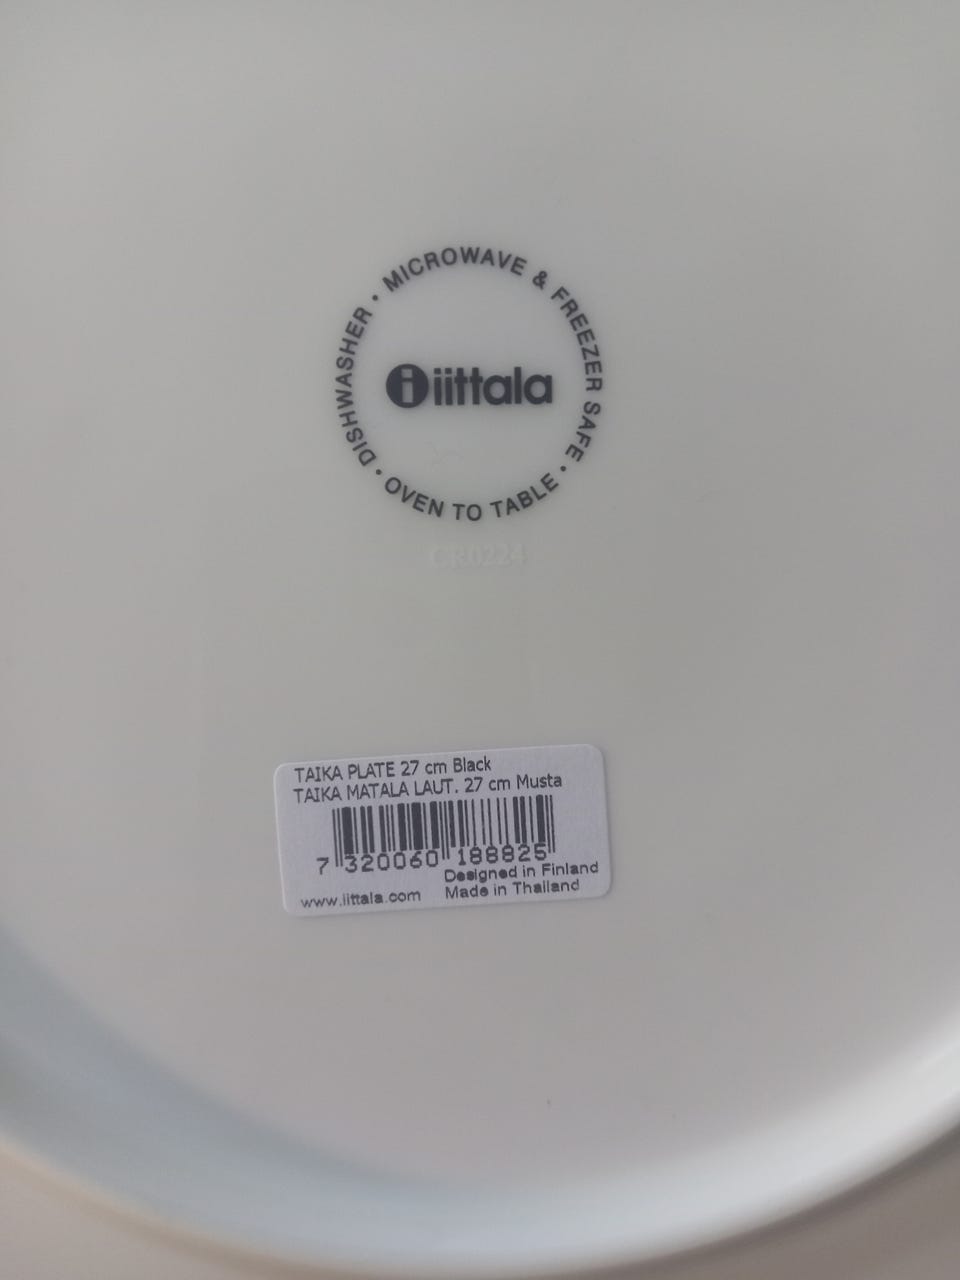 DISHWASHER • MICROWAVE & FREEZER SAFE • OVEN TO TABLE •
iittala
CR0224
TAIKA PLATE 27 cm Black
TAIKA MATALA LAUT. 27 cm Musta
7 320060 188825
Designed in Finland
www.iittala.com Made in Thailand